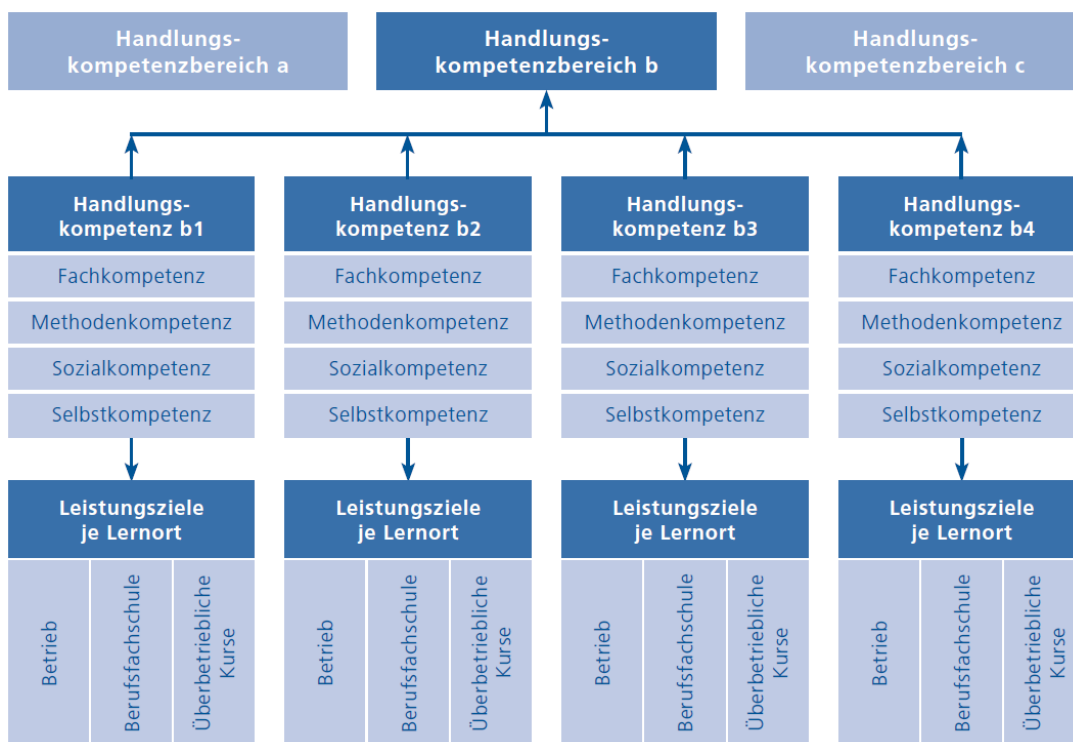 Handlungs-
kompetenzbereich a
Handlungs-
kompetenzbereich b
Handlungs-
kompetenzbereich c
Handlungs-
kompetenz b1
Fachkompetenz
Methodenkompetenz
Sozialkompetenz
Selbstkompetenz
Leistungsziele
je Lernort
Betrieb
Berufsfachschule
Überbetriebliche
Kurse
Handlungs-
kompetenz b2
Fachkompetenz
Methodenkompetenz
Sozialkompetenz
Selbstkompetenz
Leistungsziele
je Lernort
Betrieb
Berufsfachschule
Überbetriebliche
Kurse
Handlungs-
kompetenz b3
Fachkompetenz
Methodenkompetenz
Sozialkompetenz
Selbstkompetenz
Leistungsziele
je Lernort
Betrieb
Berufsfachschule
Überbetriebliche
Kurse
Handlungs-
kompetenz b4
Fachkompetenz
Methodenkompetenz
Sozialkompetenz
Selbstkompetenz
Leistungsziele
je Lernort
Betrieb
Berufsfachschule
Überbetriebliche
Kurse